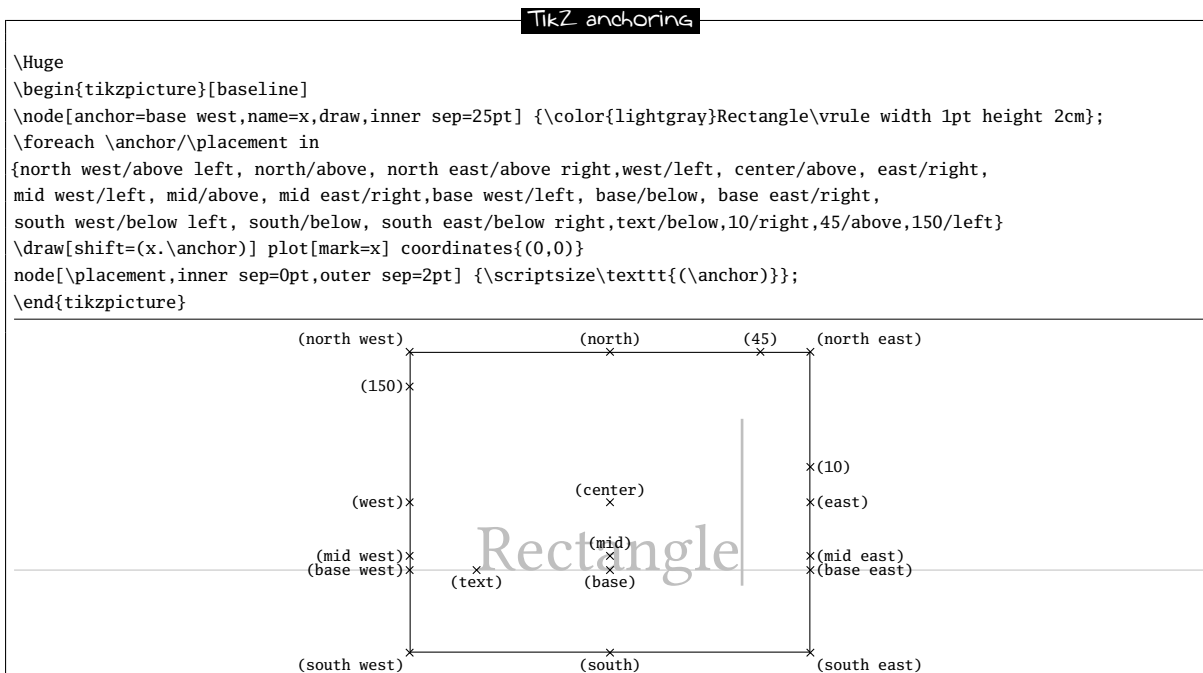 TikZ anchoring
\Huge
\begin{tikzpicture}[baseline]
\node[anchor=base west,name=x,draw,inner sep=25pt] {\color{lightgray}Rectangle\vrule width 1pt height 2cm};
\foreach \anchor/\placement in
{north west/above left, north/above, north east/above right,west/left, center/above, east/right,
mid west/left, mid/above, mid east/right,base west/left, base/below, base east/right,
south west/below left, south/below, south east/below right,text/below,10/right,45/above,150/left}
\draw[shift=(x.\anchor)] plot[mark=x] coordinates{(0,0)}
node[\placement,inner sep=0pt,outer sep=2pt] {\scriptsize\texttt{(\anchor)}};
\end{tikzpicture}
(north west) (north) (45) (north east)
(150)
(10)
(west) (center) (east)
Rectangle
(mid west) (mid) (mid east)
(base west) (base east)
(text) (base)
(south west) (south) (south east)